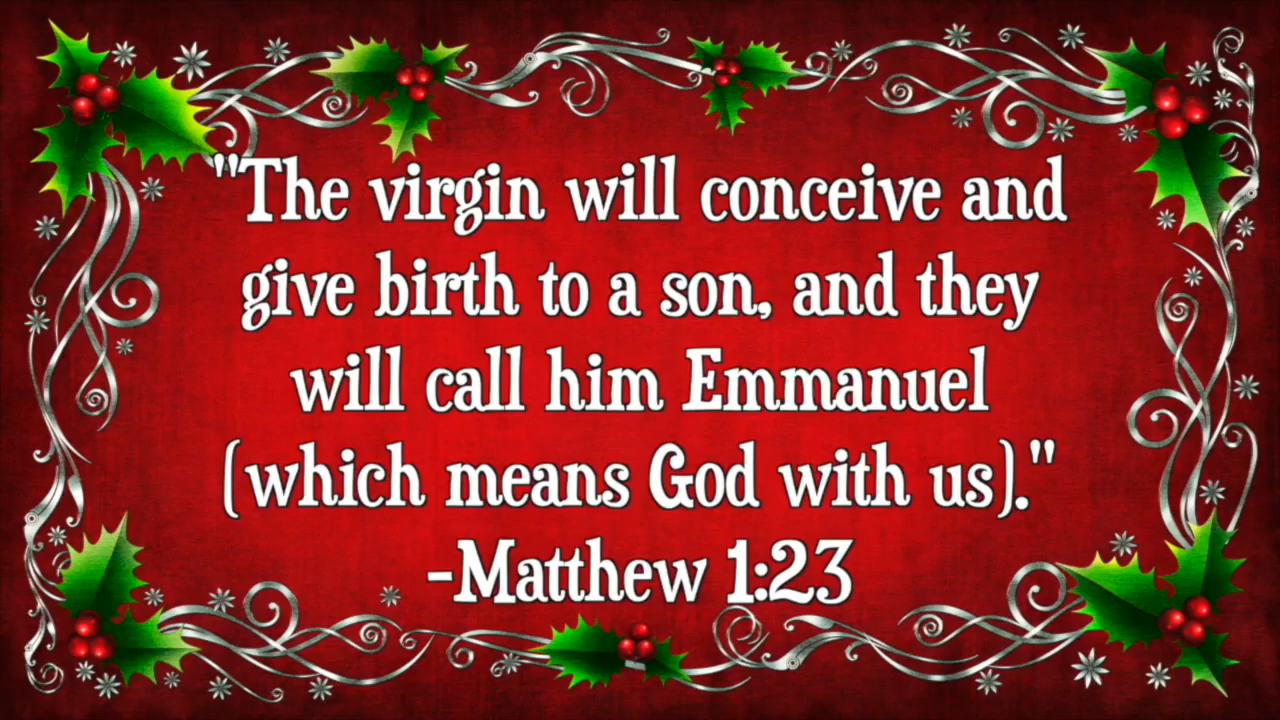 "The virgin will conceive and
give birth to a son, and they
will call him Emmanuel
(which means God with us)."
-Matthew 1:23